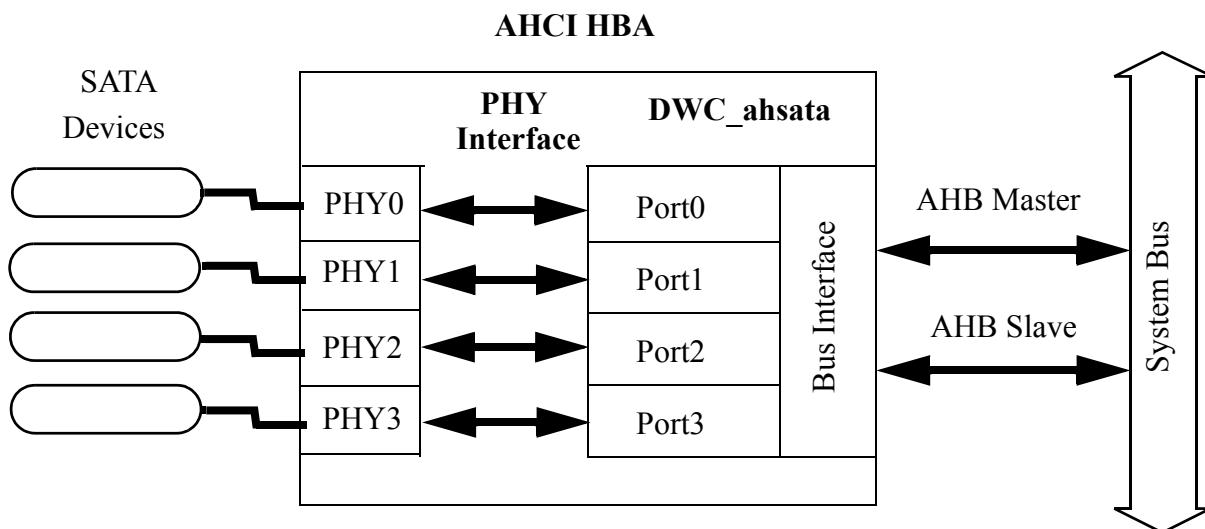 AHCI HBA
SATA
Devices
PHY
Interface
DWC_ahsata
PHY0
Port0
PHY1
Port1
PHY2
Port2
PHY3
Port3
Bus Interface
AHB Master
AHB Slave
System Bus